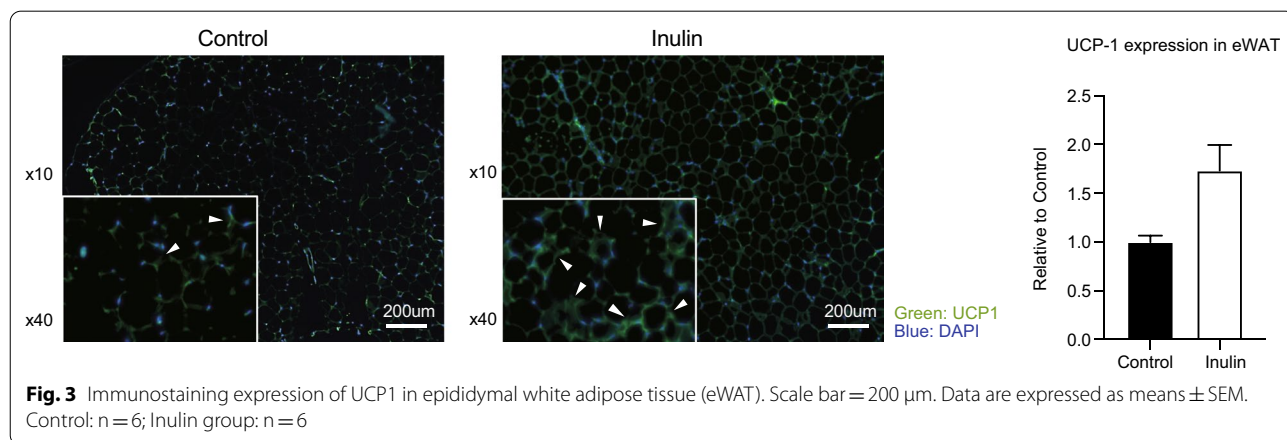 Control
Inulin
x10
x40
200um
x10
x40
200um
Green: UCP1
Blue: DAPI
UCP-1 expression in eWAT
Relative to Control
2.5
2.0
1.5
1.0
0.5
0.0
Control
Inulin
Fig. 3 Immunostaining expression of UCP1 in epididymal white adipose tissue (eWAT). Scale bar = 200 μm. Data are expressed as means ± SEM.
Control: n = 6; Inulin group: n = 6